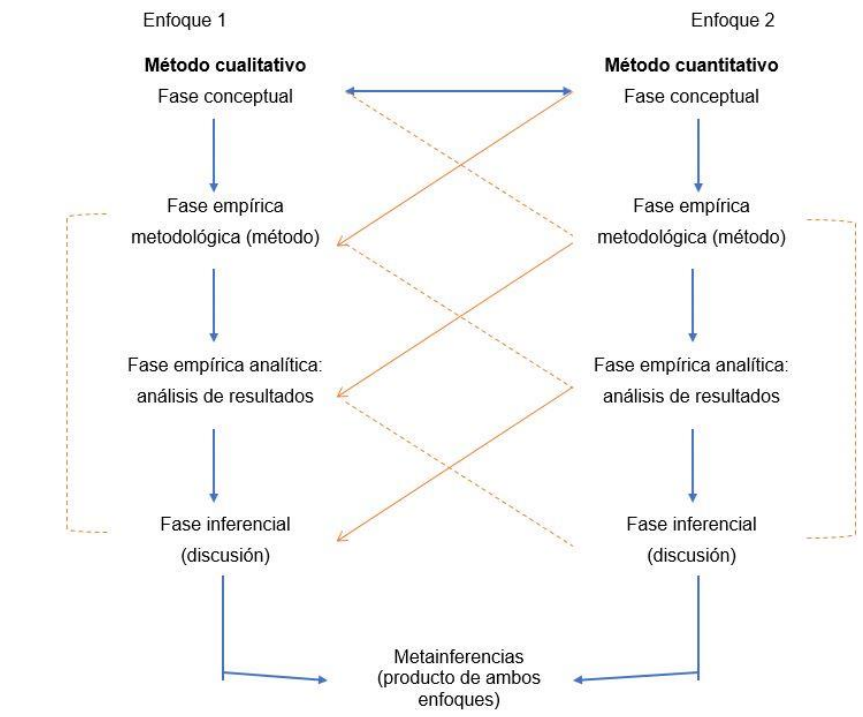 Enfoque 1
Enfoque 2
Método cualitativo
Fase conceptual
Método cuantitativo
Fase conceptual
Fase empírica
metodológica (método)
Fase empírica
metodológica (método)
Fase empírica analítica:
análisis de resultados
Fase empírica analítica:
análisis de resultados
Fase inferencial
(discusión)
Fase inferencial
(discusión)
Metainferencias
(producto de ambos
enfoques)